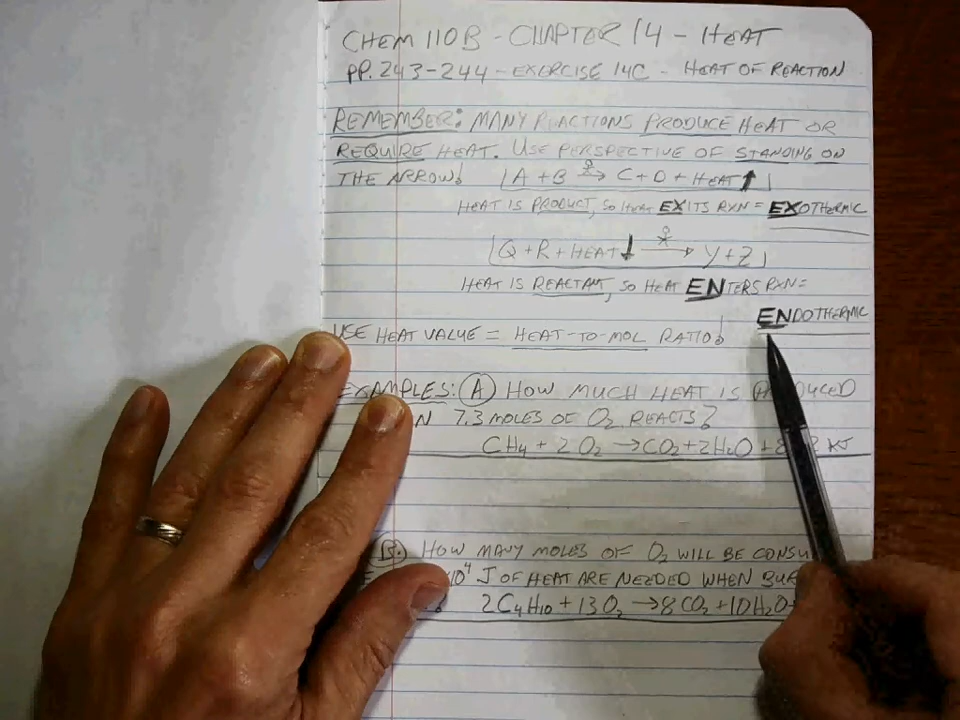 CHEM 110B - CHAPTER 14 - HEAT
PP. 243-244 - EXERCISE 14C - HEAT OF REACTION
REMEMBER: MANY REACTIONS PRODUCE HEAT OR
REQUIRE HEAT. USE PERSPECTIVE OF STANDING ON
THE ARROW! A + B → C + D + HEAT↑
HEAT IS PRODUCT, SO HEAT EXITS RXN = EXOTHERMIC
Q + R + HEAT↓ → Y + Z
HEAT IS REACTANT, SO HEAT ENTERS RXN =
ENDOTHERMIC
USE HEAT VALUE = HEAT-TO-MOL RATIO!
EXAMPLES: A HOW MUCH HEAT IS
7.3 MOLES OF O2 REACTS?
CH4 + 2 O2 → CO2 + 2H2O + KJ
B. HOW MANY MOLES OF O2 WILL BE
J OF HEAT ARE NEEDED WHEN
2C4H10 + 13 O2 → 8CO2 + 10H2O +